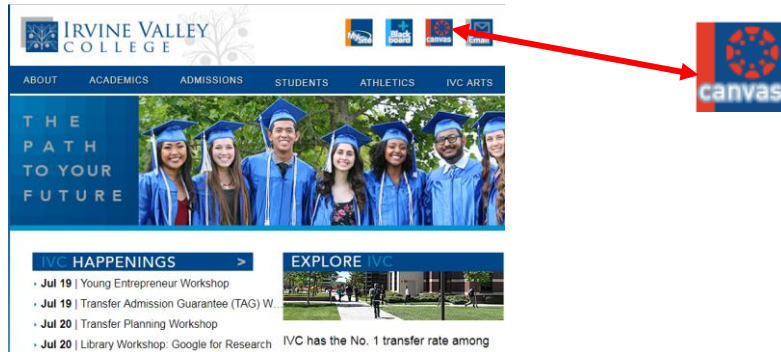 IRVINE VALLEY
COLLEGE
MySite
Black
board
canvas
Email
canvas
ABOUT ACADEMICS ADMISSIONS STUDENTS ATHLETICS IVC ARTS
THE
PATH
TO YOUR
FUTURE
IVC HAPPENINGS >
Jul 19 | Young Entrepreneur Workshop
Jul 19 | Transfer Admission Guarantee (TAG) W...
Jul 20 | Transfer Planning Workshop
Jul 20 | Library Workshop: Google for Research
EXPLORE IVC
IVC has the No. 1 transfer rate among